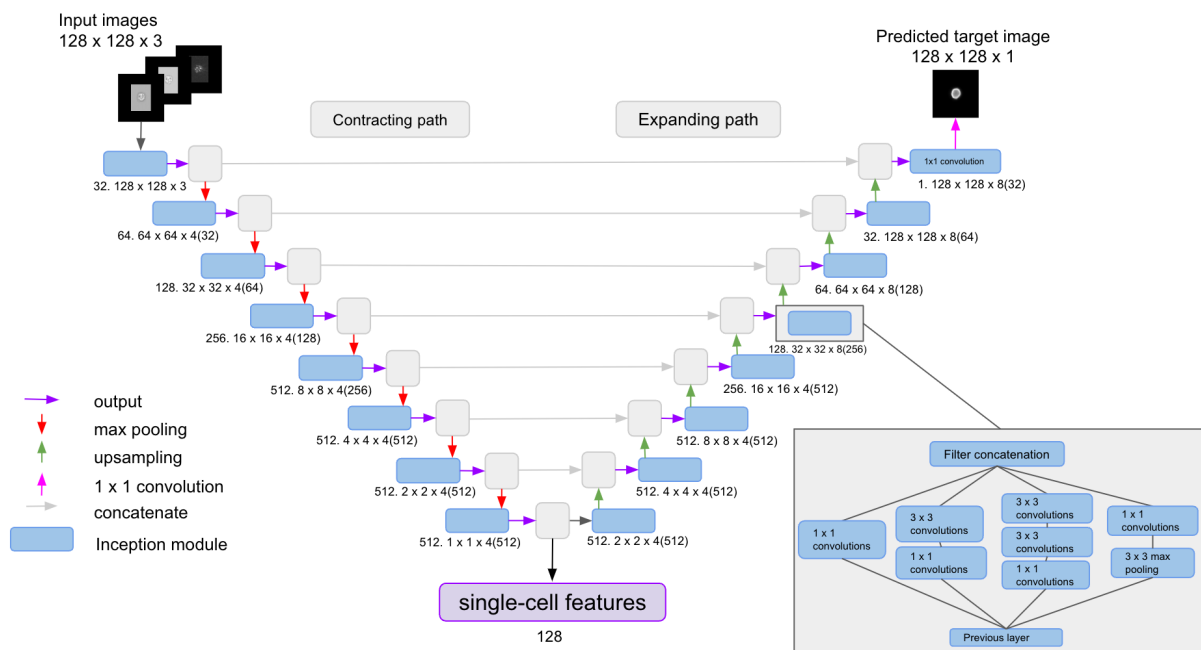 Input images
128 x 128 x 3
Predicted target image
128 x 128 x 1
Contracting path
Expanding path
32. 128 x 128 x 3
1x1 convolution
1. 128 x 128 x 8(32)
64. 64 x 64 x 4(32)
32. 128 x 128 x 8(64)
128. 32 x 32 x 4(64)
64. 64 x 64 x 8(128)
256. 16 x 16 x 4(128)
128. 32 x 32 x 8(256)
512. 8 x 8 x 4(256)
256. 16 x 16 x 4(512)
512. 4 x 4 x 4(512)
512. 8 x 8 x 4(512)
512. 2 x 2 x 4(512)
512. 4 x 4 x 4(512)
512. 1 x 1 x 4(512)
512. 2 x 2 x 4(512)
single-cell features
128
output
max pooling
upsampling
1 x 1 convolution
concatenate
Inception module
Filter concatenation
1 x 1
convolutions
3 x 3
convolutions
1 x 1
convolutions
3 x 3
convolutions
3 x 3
convolutions
1 x 1
convolutions
1 x 1
convolutions
3 x 3 max
pooling
Previous layer